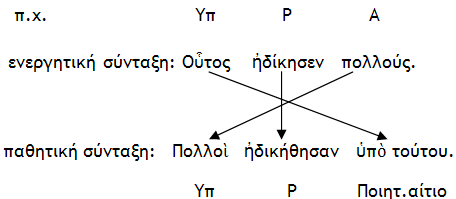 π.χ. Υπ Ρ Α
ενεργητική σύνταξη: Οὗτος ἠδίκησεν πολλούς.
παθητική σύνταξη: Πολλοὶ ἠδικήθησαν ὑπὸ τούτου.
Υπ Ρ Ποιητ.αίτιο